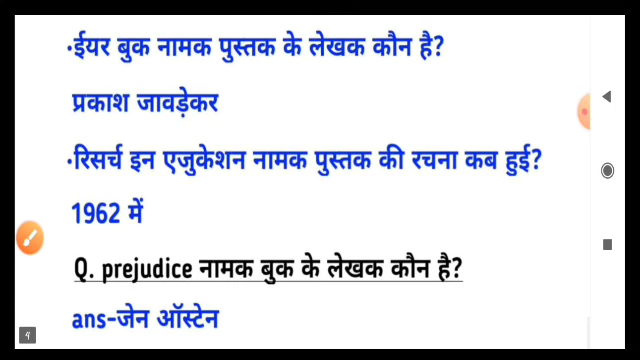 ·ईयर बुक नामक पुस्तक के लेखक कौन है?
प्रकाश जावड़ेकर
·रिसर्च इन एजुकेशन नामक पुस्तक की रचना कब हुई?
1962 में
Q. prejudice नामक बुक के लेखक कौन है?
ans-जेन ऑस्टेन
4